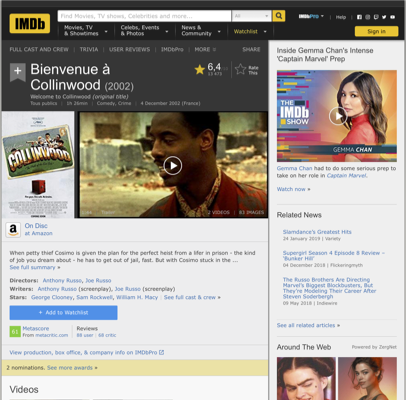 IMDb
Find Movies, TV shows, Celebrities and more...
All
IMDbPro
Help
Movies, TV & Showtimes
Celebs, Events & Photos
News & Community
Watchlist
Sign in
FULL CAST AND CREW | TRIVIA | USER REVIEWS | IMDbPro | MORE
SHARE
Bienvenue à Collinwood (2002)
Welcome to Collinwood (original title)
Tous publics | 1h 26min | Comedy, Crime | 4 December 2002 (France)
6,4
Rate This
COLLINWOOD
2 VIDEOS | 83 IMAGES
a
On Disc
at Amazon
When petty thief Cosimo is given the plan for the perfect heist from a lifer in prison - the kind
of job you dream about - he has to get out of jail, fast. But with Cosimo stuck in the ...
See full summary »
Directors: Anthony Russo, Joe Russo
Writers: Anthony Russo (screenplay), Joe Russo (screenplay)
Stars: George Clooney, Sam Rockwell, William H. Macy | See full cast & crew »
+ Add to Watchlist
61
Metascore
From metacritic.com
Reviews
88 user | 68 critic
View production, box office, & company info on IMDbPro
2 nominations. See more awards »
Videos
Inside Gemma Chan's Intense
'Captain Marvel' Prep
THE IMDb SHOW
GEMMA CHAN
Gemma Chan had to do some serious prep
to take on her role in Captain Marvel.
Watch now »
Related News
Slamdance's Greatest Hits
24 January 2019 | Variety
Supergirl Season 4 Episode 8 Review –
'Bunker Hill'
04 December 2018 | Flickeringmyth
The Russo Brothers Are Directing
Marvel's Biggest Blockbusters, But
They're Modeling Their Career After
Steven Soderbergh
09 May 2018 | Indiewire
See all related articles »
Around The Web
Powered by ZergNet